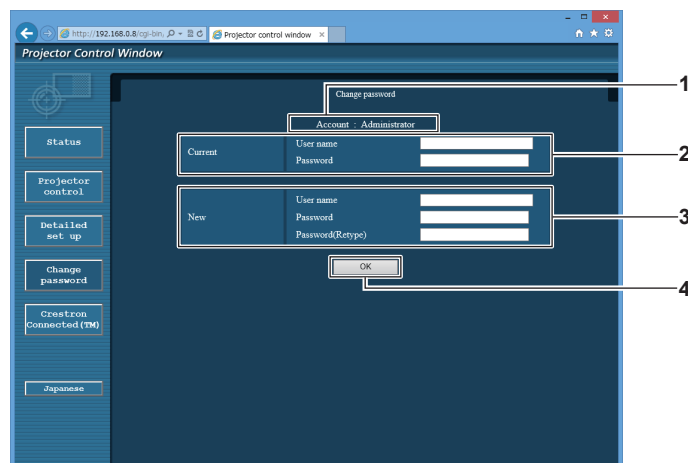 http://192.168.0.8/cgi-bin,
Projector control window
Projector Control Window
Change password
1
Account : Administrator
Status
Current
User name
Password
2
Projector
control
New
User name
Password
Password(Retype)
3
Detailed
set up
OK
Change
password
4
Crestron
Connected(TM)
Japanese